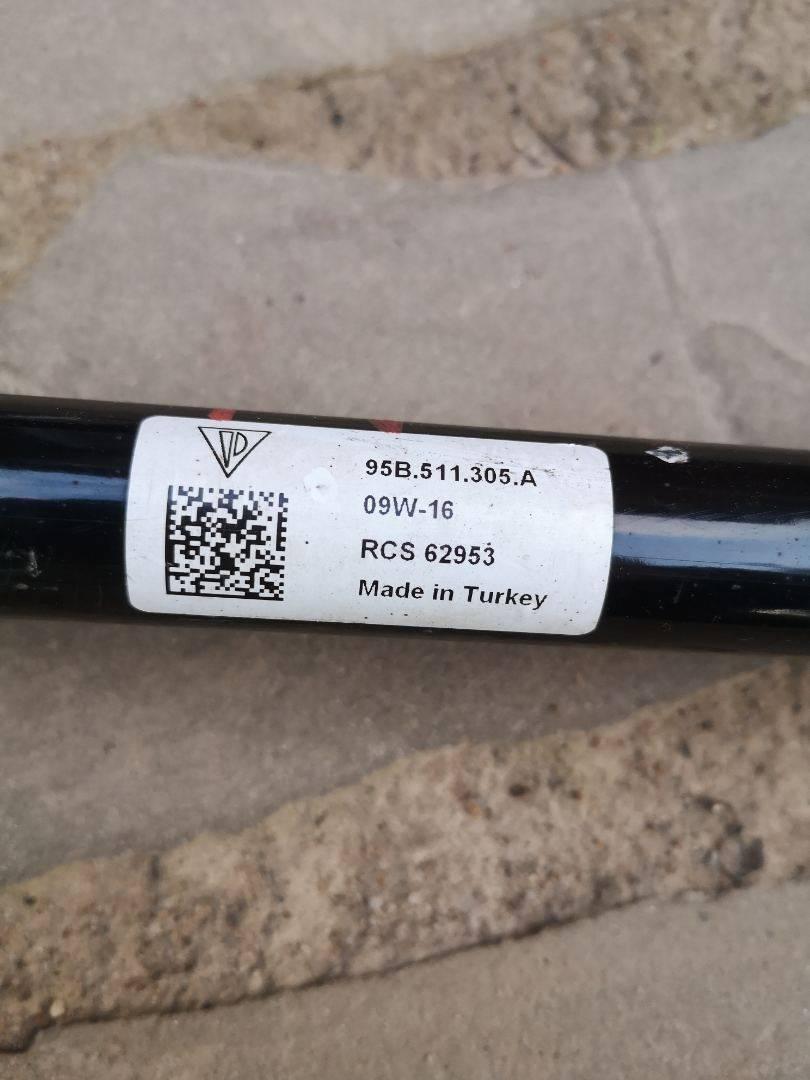 95B.511.305.A
09W-16
RCS 62953
Made in Turkey